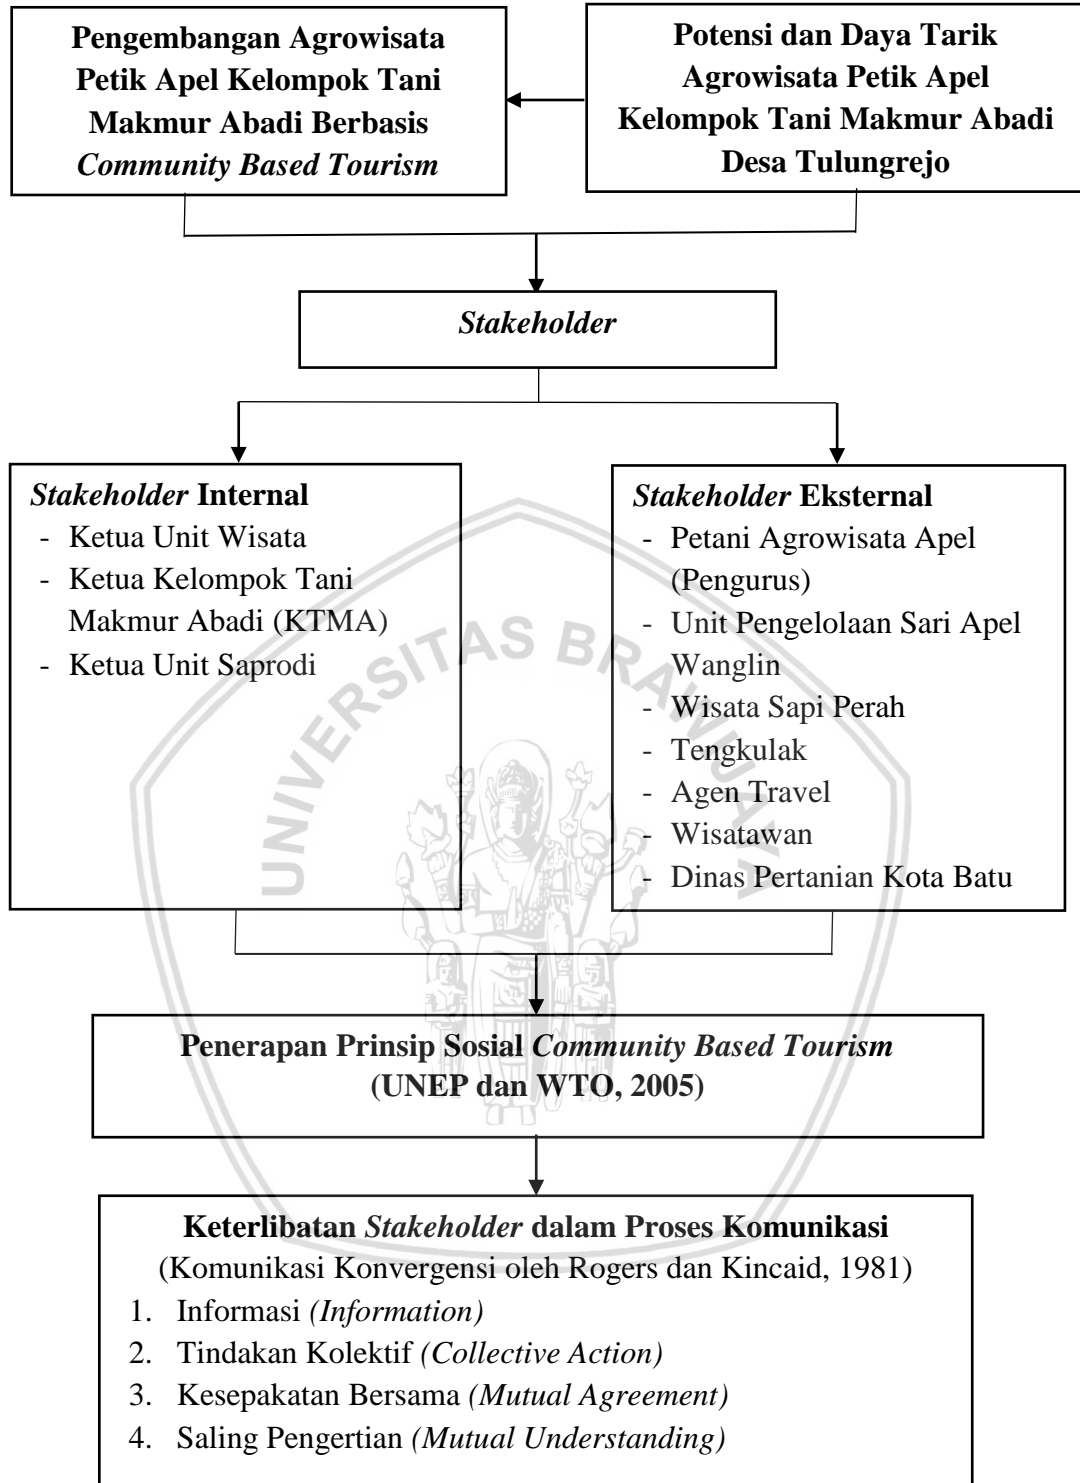 Pengembangan Agrowisata
Petik Apel Kelompok Tani
Makmur Abadi Berbasis
Community Based Tourism
Potensi dan Daya Tarik
Agrowisata Petik Apel
Kelompok Tani Makmur Abadi
Desa Tulungrejo
Stakeholder
Stakeholder Internal
- Ketua Unit Wisata
- Ketua Kelompok Tani
Makmur Abadi (KTMA)
- Ketua Unit Saprodi
Stakeholder Eksternal
- Petani Agrowisata Apel
(Pengurus)
- Unit Pengelolaan Sari Apel
Wanglin
- Wisata Sapi Perah
- Tengkulak
- Agen Travel
- Wisatawan
- Dinas Pertanian Kota Batu
UNIVERSITAS BRAWIJAYA
Penerapan Prinsip Sosial Community Based Tourism
(UNEP dan WTO, 2005)
Keterlibatan Stakeholder dalam Proses Komunikasi
(Komunikasi Konvergensi oleh Rogers dan Kincaid, 1981)
1. Informasi (Information)
2. Tindakan Kolektif (Collective Action)
3. Kesepakatan Bersama (Mutual Agreement)
4. Saling Pengertian (Mutual Understanding)